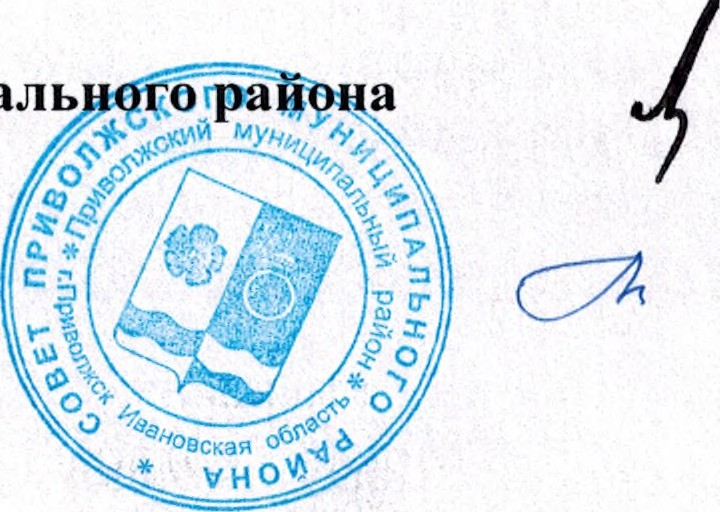 ального района
СОВЕТ ПРИВОЛЖСКОГО МУНИЦИПАЛЬНОГО РАЙОНА *
* Приволжский муниципальный район *
Ивановская область
г.Приволжск